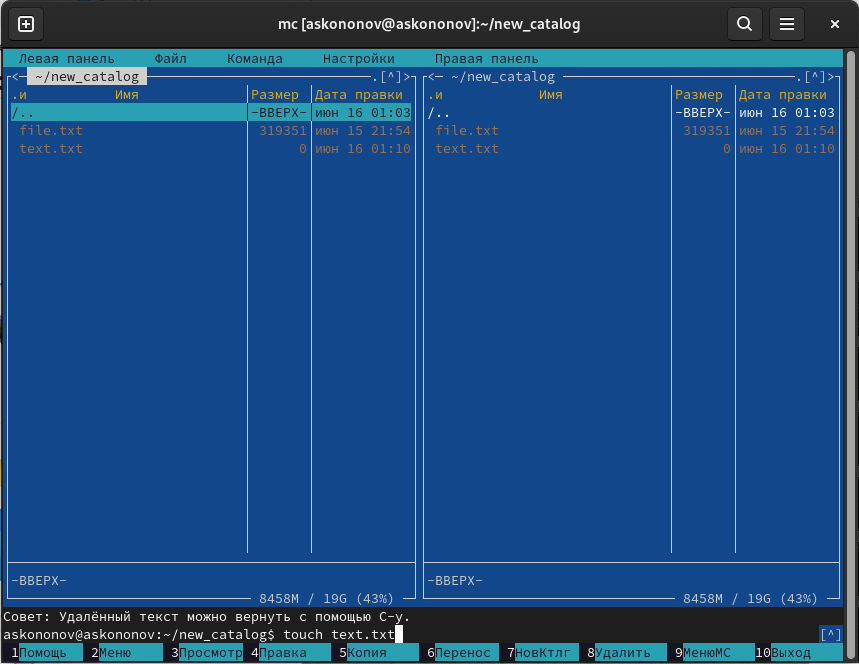 mc [askononov@askononov]:~/new_catalog
Левая панель Файл Команда Настройки Правая панель
<─ ~/new_catalog ─.[^]>
.и Имя Размер Дата правки
/.. -ВВЕРХ- июн 16 01:03
file.txt 319351 июн 15 21:54
text.txt 0 июн 16 01:10
-ВВЕРХ-
8458M / 19G (43%)
<─ ~/new_catalog ─.[^]>
.и Имя Размер Дата правки
/.. -ВВЕРХ- июн 16 01:03
file.txt 319351 июн 15 21:54
text.txt 0 июн 16 01:10
-ВВЕРХ-
8458M / 19G (43%)
Совет: Удалённый текст можно вернуть с помощью C-y.
askononov@askononov:~/new_catalog$ touch text.txt [^]
1Помощь 2Меню 3Просмотр 4Правка 5Копия 6Перенос 7НовКтлг 8Удалить 9МенюMC 10Выход